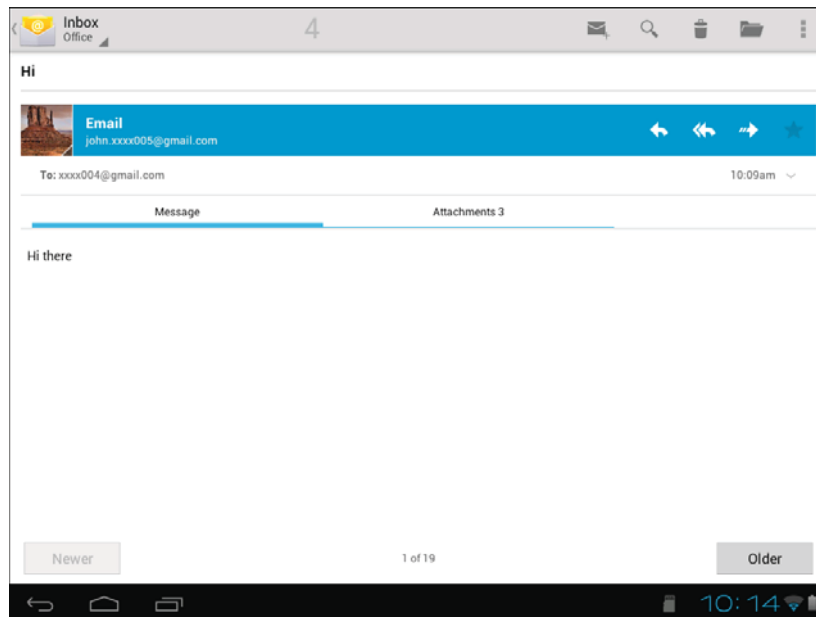 Inbox
Office
4
Hi
Email
john.xxxx005@gmail.com
To: xxxx004@gmail.com
10:09am
Message
Attachments 3
Hi there
Newer
1 of 19
Older
10:14